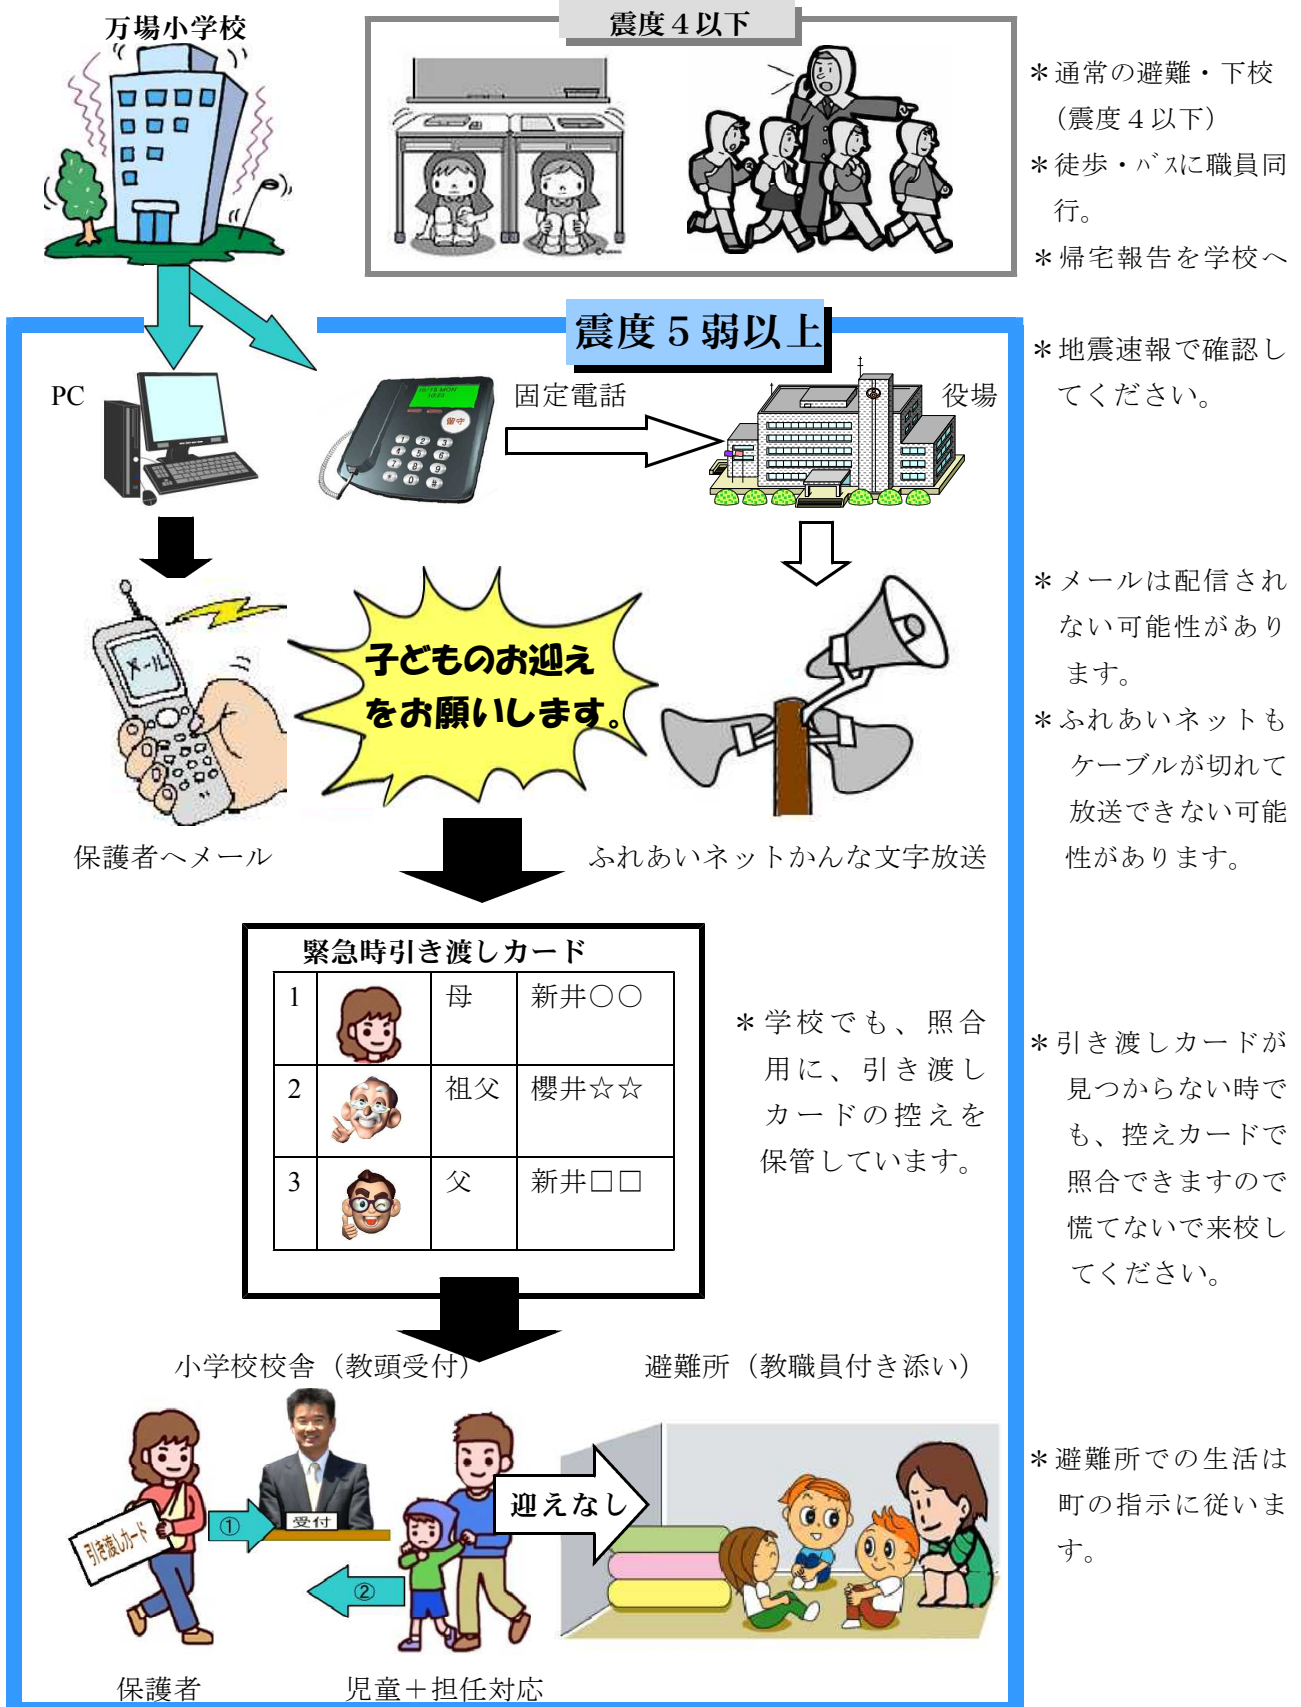 万場小学校
震度４以下
＊通常の避難・下校
（震度４以下）
＊徒歩・ﾊﾞｽに職員同
行。
＊帰宅報告を学校へ
震度５弱以上
＊地震速報で確認し
てください。
PC
固定電話
役場
留守
1 2 3
4 5 6
7 8 9
* 0 #
メール
子どものお迎え
をお願いします。
＊メールは配信され
ない可能性があり
ます。
＊ふれあいネットも
ケーブルが切れて
放送できない可能
性があります。
保護者へメール
ふれあいネットかんな文字放送
緊急時引き渡しカード
1 母 新井○○
2 祖父 櫻井☆☆
3 父 新井□□
＊学校でも、照合
用に、引き渡し
カードの控えを
保管しています。
＊引き渡しカードが
見つからない時で
も、控えカードで
照合できますので
慌てないで来校し
てください。
小学校校舎（教頭受付）
避難所（教職員付き添い）
引き渡しカード
①
受付
②
迎えなし
＊避難所での生活は
町の指示に従いま
す。
保護者
児童＋担任対応